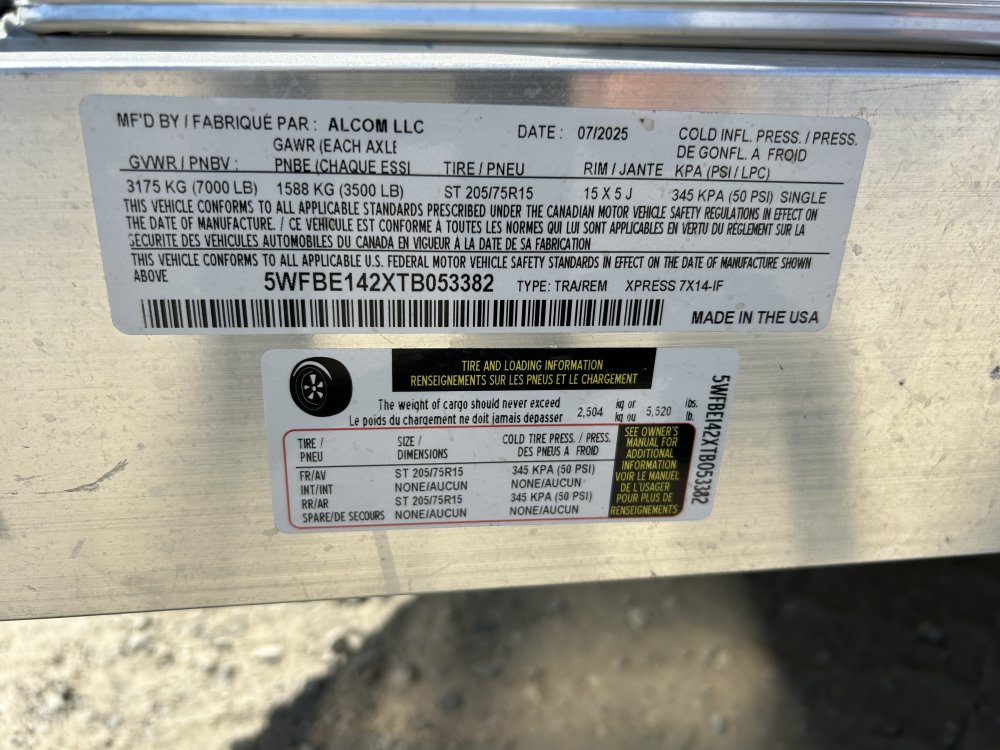 MF'D BY / FABRIQUÉ PAR : ALCOM LLC DATE : 07/2025 COLD INFL. PRESS. / PRESS.
GAWR (EACH AXLE DE GONFL. A FROID
GVWR / PNBV : PNBE (CHAQUE ESSI TIRE / PNEU RIM / JANTE KPA (PSI / LPC)
3175 KG (7000 LB) 1588 KG (3500 LB) ST 205/75R15 15 X 5 J 345 KPA (50 PSI) SINGLE
THIS VEHICLE CONFORMS TO ALL APPLICABLE STANDARDS PRESCRIBED UNDER THE CANADIAN MOTOR VEHICLE SAFETY REGULATIONS IN EFFECT ON
THE DATE OF MANUFACTURE. / CE VÉHICULE EST CONFORME À TOUTES LES NORMES QUI LUI SONT APPLICABLES EN VERTU DU RÈGLEMENT SUR LA
SÉCURITÉ DES VÉHICULES AUTOMOBILES DU CANADA EN VIGUEUR À LA DATE DE SA FABRICATION
THIS VEHICLE CONFORMS TO ALL APPLICABLE U.S. FEDERAL MOTOR VEHICLE SAFETY STANDARDS IN EFFECT ON THE DATE OF MANUFACTURE SHOWN
ABOVE 5WFBE142XTB053382 TYPE: TRA/REM XPRESS 7X14-IF
MADE IN THE USA
TIRE AND LOADING INFORMATION
RENSEIGNEMENTS SUR LES PNEUS ET LE CHARGEMENT
The weight of cargo should never exceed 2,504 kg or 5,520 lbs.
Le poids du chargement ne doit jamais dépasser kg ou lb.
TIRE / SIZE / COLD TIRE PRESS. / PRESS.
PNEU DIMENSIONS DES PNEUS A FROID
FR/AV ST 205/75R15 345 KPA (50 PSI)
INT/INT NONE/AUCUN NONE/AUCUN
RR/AR ST 205/75R15 345 KPA (50 PSI)
SPARE/DE SECOURS NONE/AUCUN NONE/AUCUN
SEE OWNER'S
MANUAL FOR
ADDITIONAL
INFORMATION
VOIR LE MANUEL
DE L'USAGER
POUR PLUS DE
RENSEIGNEMENTS
5WFBE142XTB053382